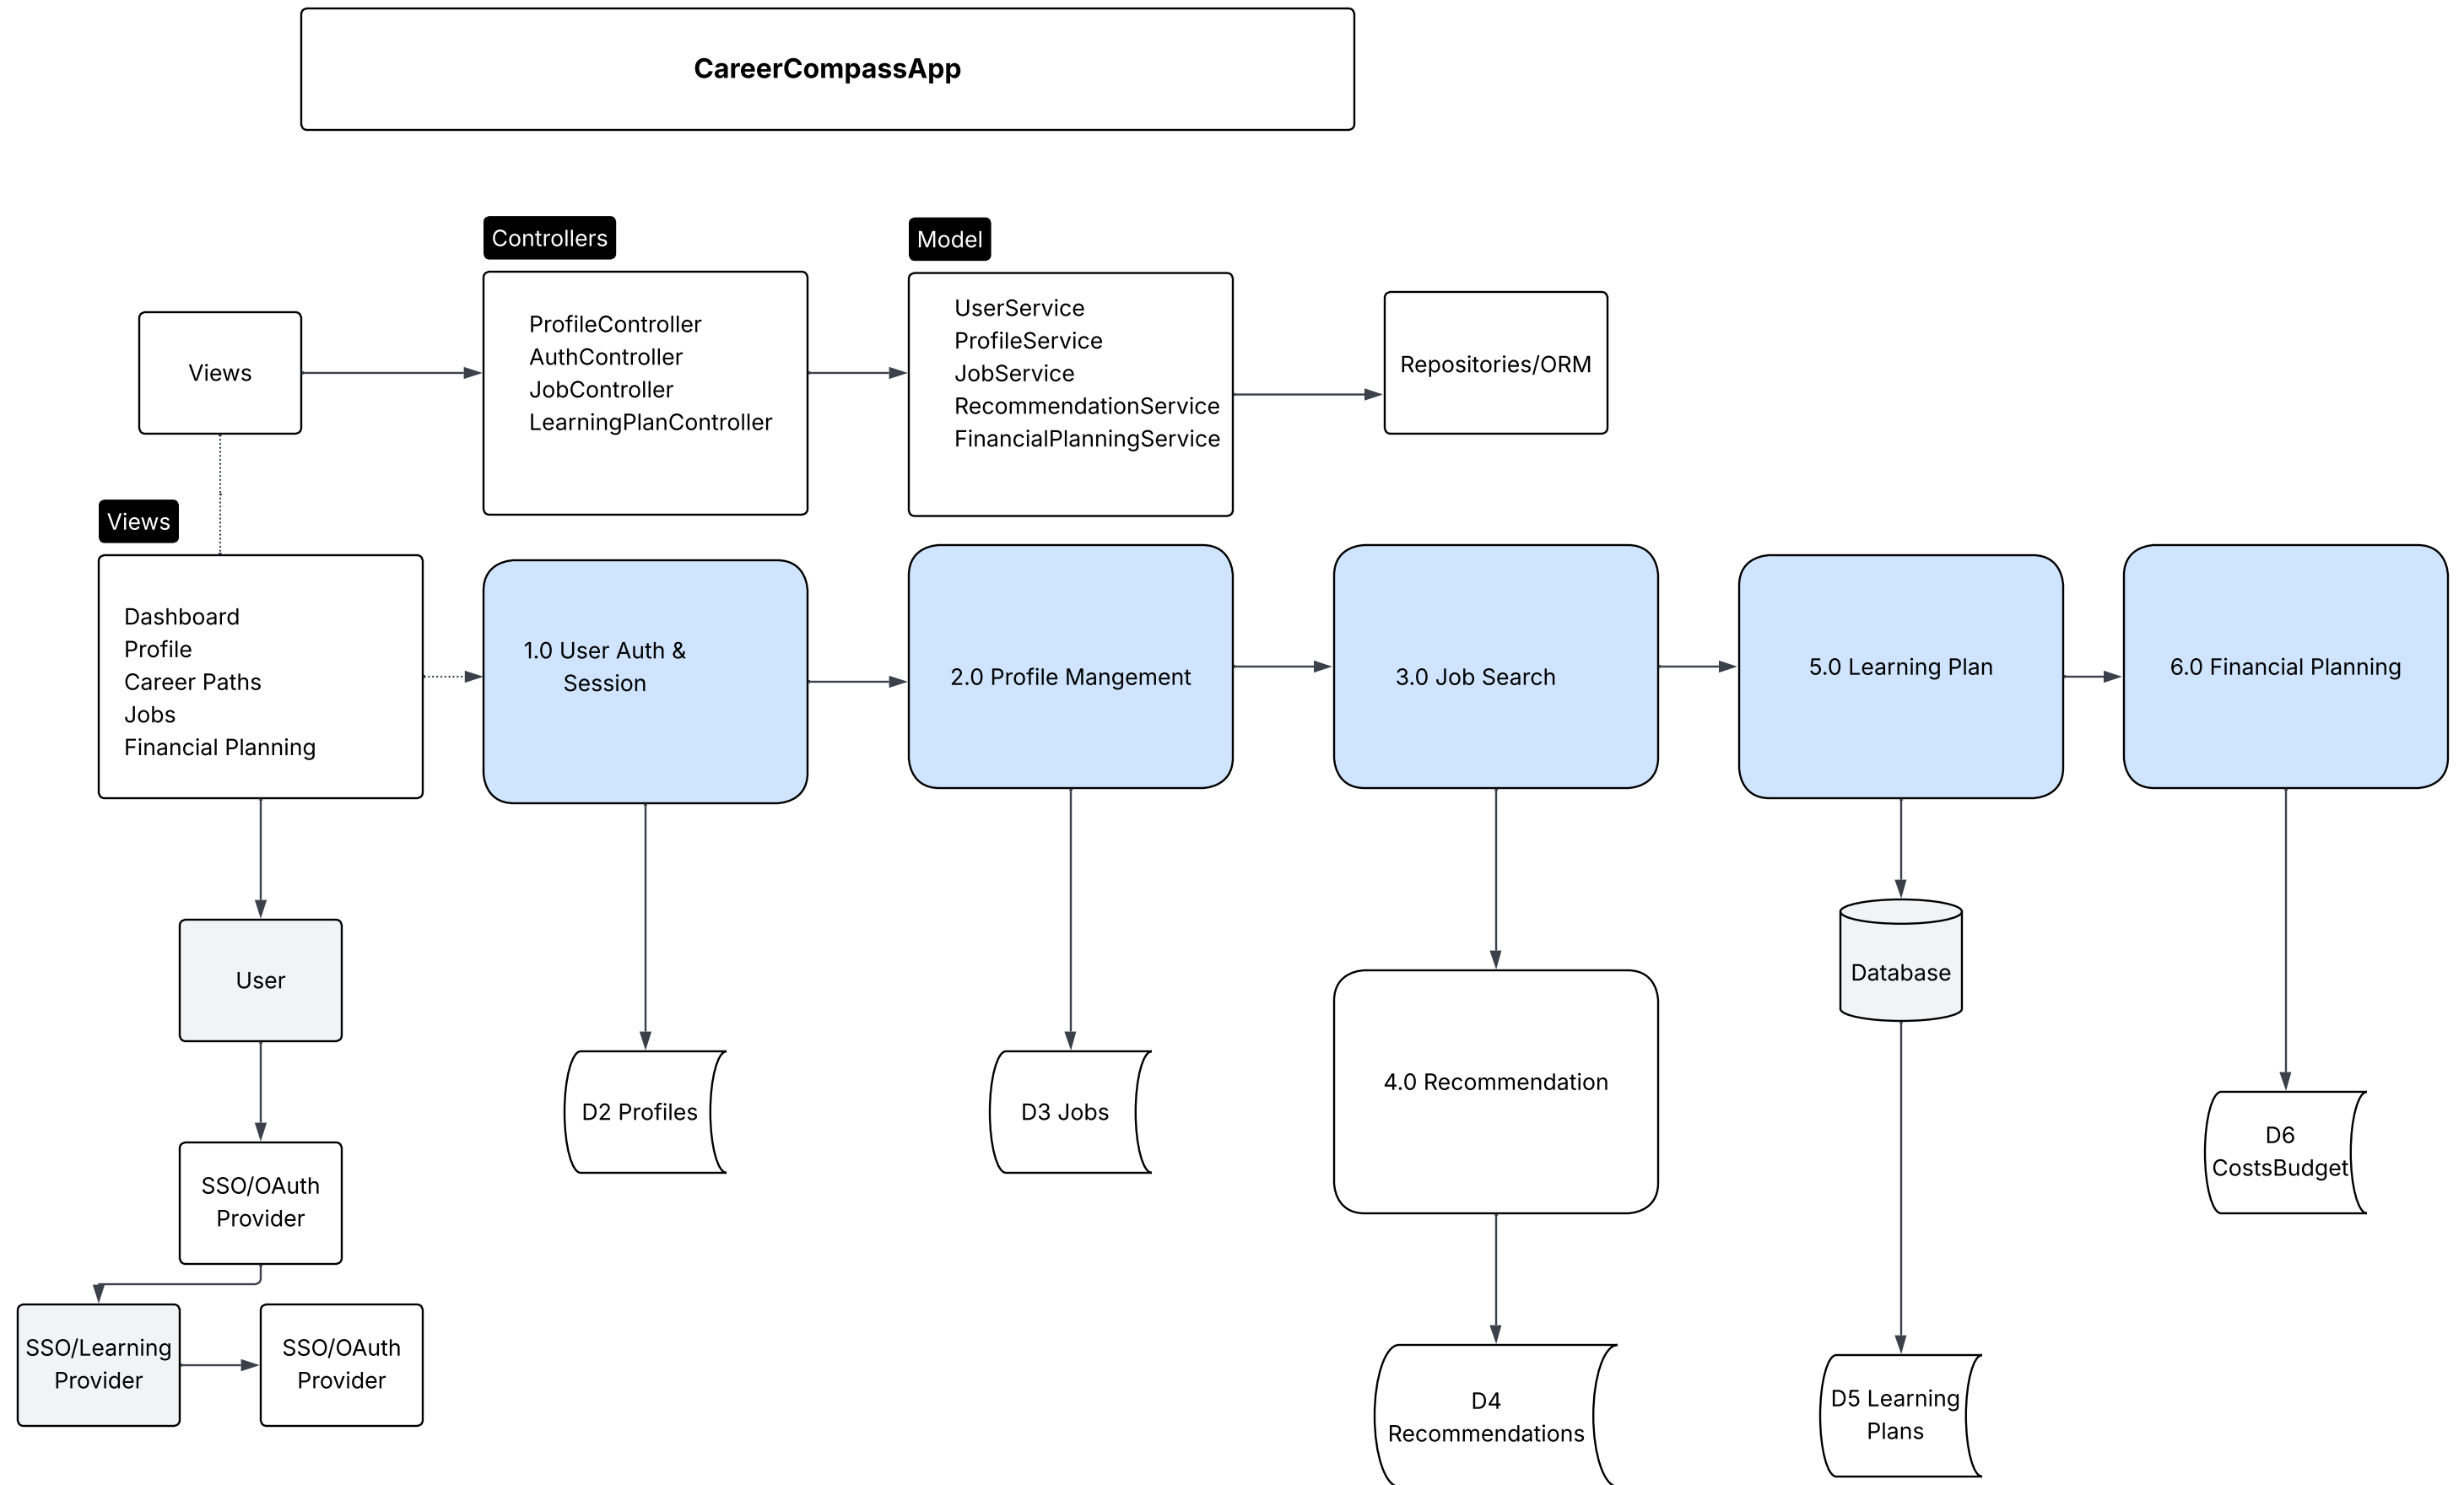 CareerCompassApp
Controllers
Model
Views
ProfileController
AuthController
JobController
LearningPlanController
UserService
ProfileService
JobService
RecommendationService
FinancialPlanningService
Repositories/ORM
Views
Dashboard
Profile
Career Paths
Jobs
Financial Planning
1.0 User Auth &
Session
2.0 Profile Mangement
3.0 Job Search
5.0 Learning Plan
6.0 Financial Planning
User
Database
D2 Profiles
D3 Jobs
4.0 Recommendation
D6
CostsBudget
SSO/OAuth
Provider
SSO/Learning
Provider
SSO/OAuth
Provider
D4
Recommendations
D5 Learning
Plans